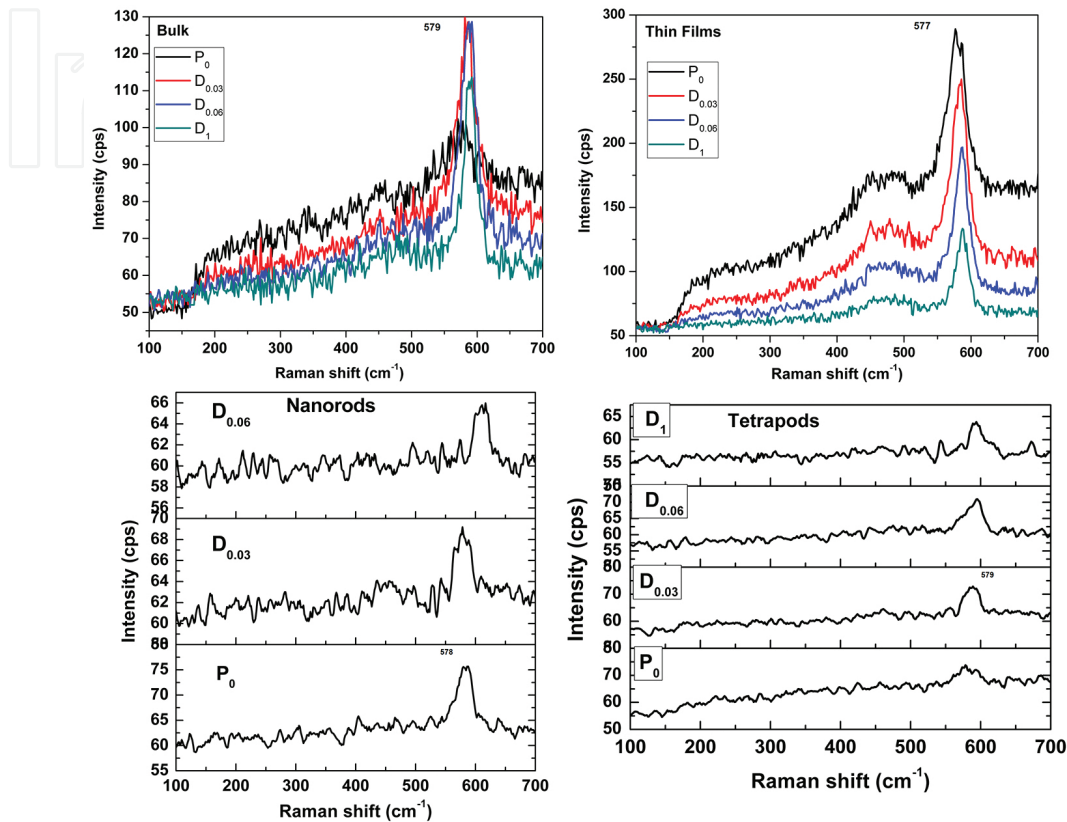 Bulk
579
P0
D0.03
D0.06
D1
130
120
110
100
90
80
70
60
50
Intensity (cps)
100 200 300 400 500 600 700
Raman shift (cm-1)
Thin Films
577
P0
D0.03
D0.06
D1
300
250
200
150
100
50
Intensity (cps)
100 200 300 400 500 600 700
Raman shift (cm-1)
Nanorods
D0.06
66
64
62
60
58
56
D0.03
70
68
66
64
62
60
578
P0
75
70
65
60
55
Intensity (cps)
100 200 300 400 500 600 700
Raman shift (cm-1)
Tetrapods
D1
65
60
55
D0.06
70
65
60
55
D0.03
579
80
70
60
P0
80
70
60
50
Intensity (cps)
100 200 300 400 500 600 700
Raman shift (cm-1)